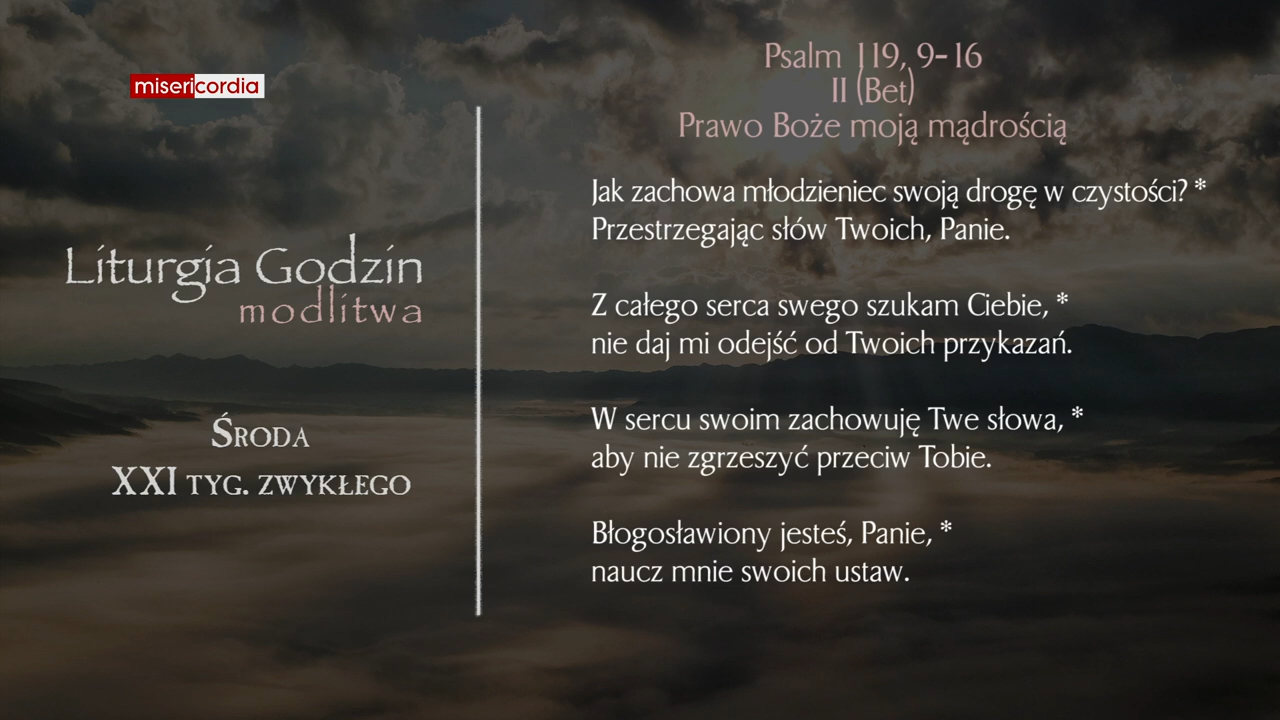 misericordia
Liturgia Godzin
modlitwa
Środa
XXI tyg. zwykłego
Psalm 119, 9-16
II (Bet)
Prawo Boże moją mądrością
Jak zachowa młodzieniec swoją drogę w czystości? *
Przestrzegając słów Twoich, Panie.
Z całego serca swego szukam Ciebie, *
nie daj mi odejść od Twoich przykazań.
W sercu swoim zachowuję Twe słowa, *
aby nie zgrzeszyć przeciw Tobie.
Błogosławiony jesteś, Panie, *
naucz mnie swoich ustaw.